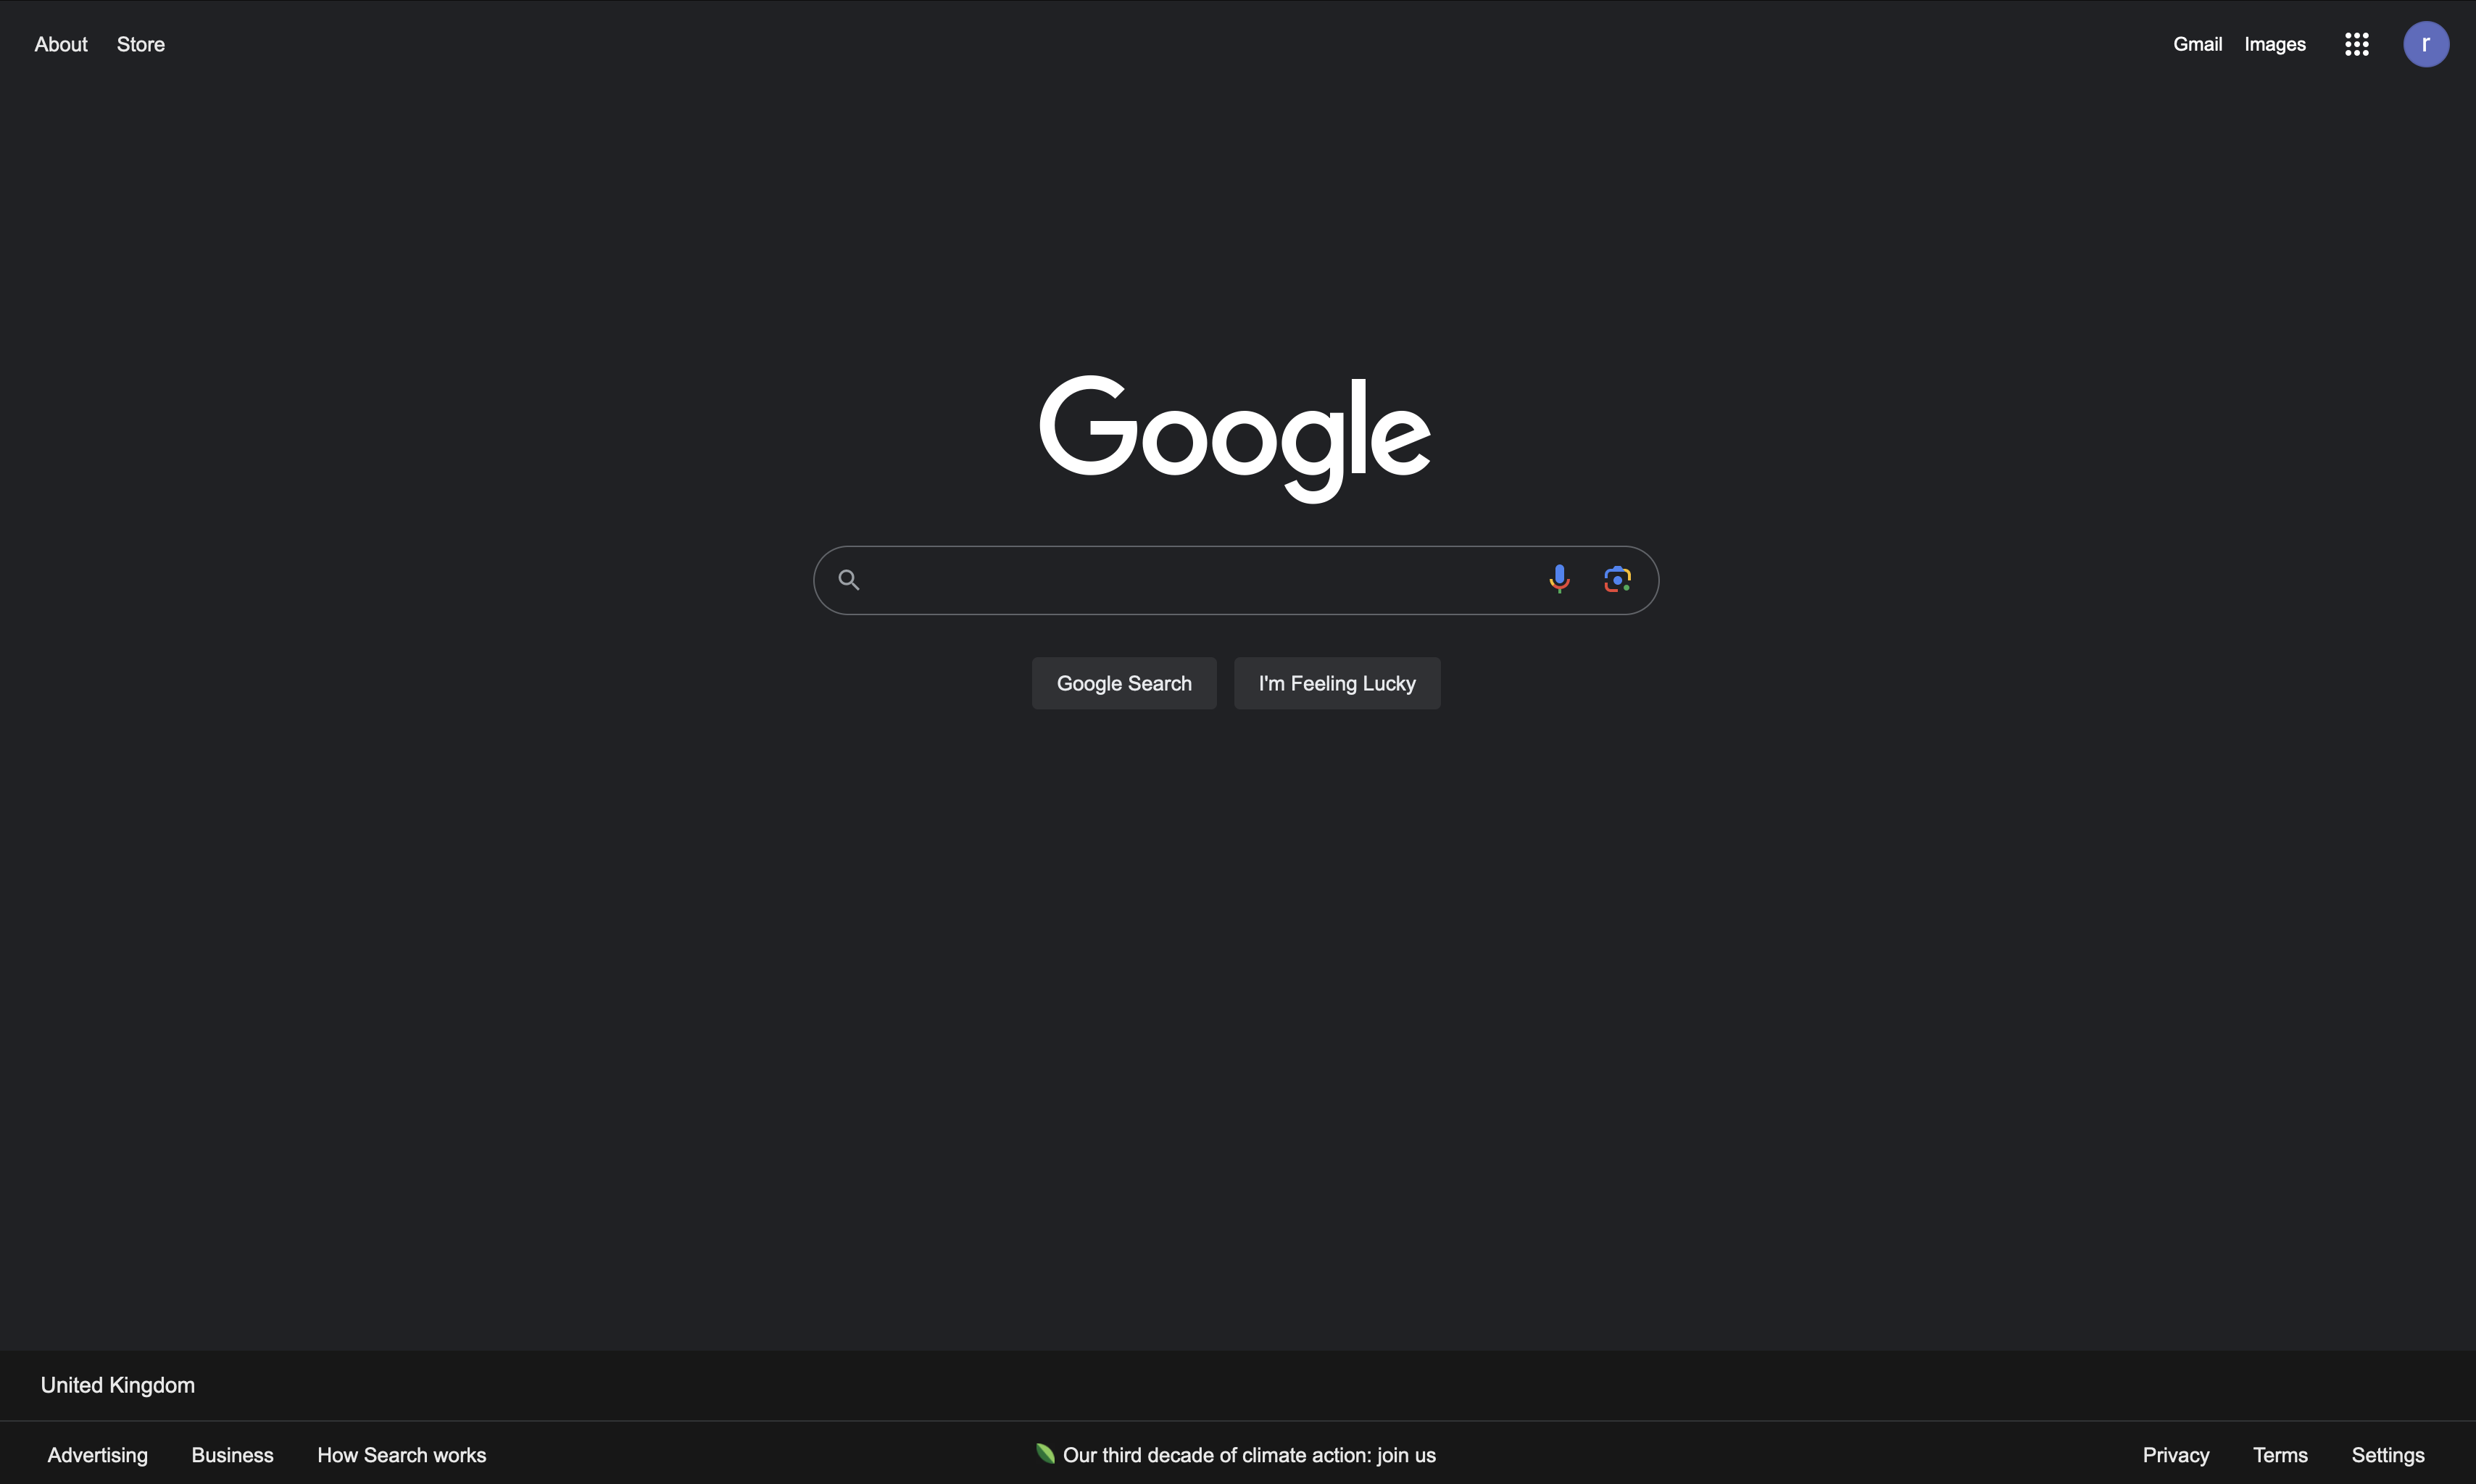 About Store Gmail Images r
Google
Google Search I'm Feeling Lucky
United Kingdom
Advertising Business How Search works Our third decade of climate action: join us Privacy Terms Settings